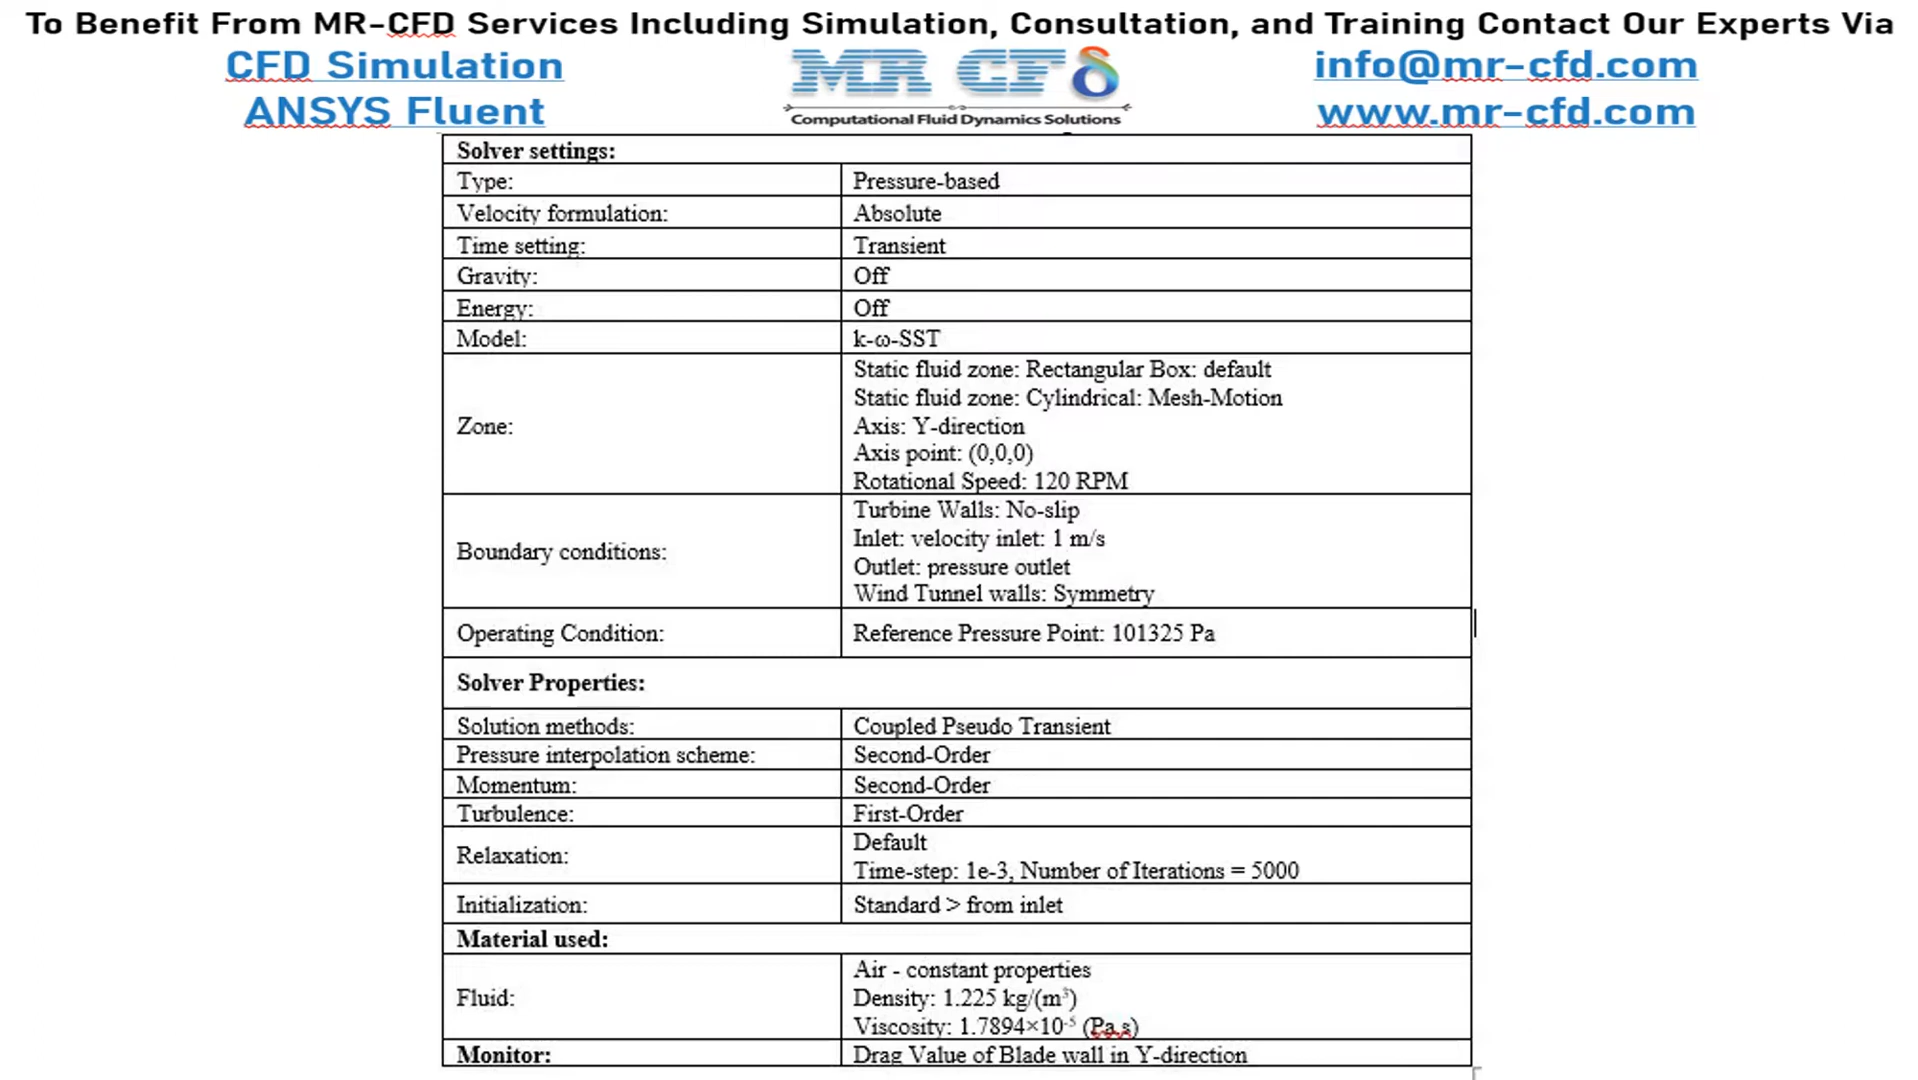 To Benefit From MR-CFD Services Including Simulation, Consultation, and Training Contact Our Experts Via
CFD Simulation
ANSYS Fluent
MR CFδ
Computational Fluid Dynamics Solutions
info@mr-cfd.com
www.mr-cfd.com
Solver settings:
Type: Pressure-based
Velocity formulation: Absolute
Time setting: Transient
Gravity: Off
Energy: Off
Model: k-ω-SST
Zone:
Static fluid zone: Rectangular Box: default
Static fluid zone: Cylindrical: Mesh-Motion
Axis: Y-direction
Axis point: (0,0,0)
Rotational Speed: 120 RPM
Boundary conditions:
Turbine Walls: No-slip
Inlet: velocity inlet: 1 m/s
Outlet: pressure outlet
Wind Tunnel walls: Symmetry
Operating Condition: Reference Pressure Point: 101325 Pa
Solver Properties:
Solution methods: Coupled Pseudo Transient
Pressure interpolation scheme: Second-Order
Momentum: Second-Order
Turbulence: First-Order
Relaxation:
Default
Time-step: 1e-3, Number of Iterations = 5000
Initialization: Standard > from inlet
Material used:
Fluid:
Air - constant properties
Density: 1.225 kg/(m³)
Viscosity: 1.7894×10⁻⁵ (Pa.s)
Monitor: Drag Value of Blade wall in Y-direction